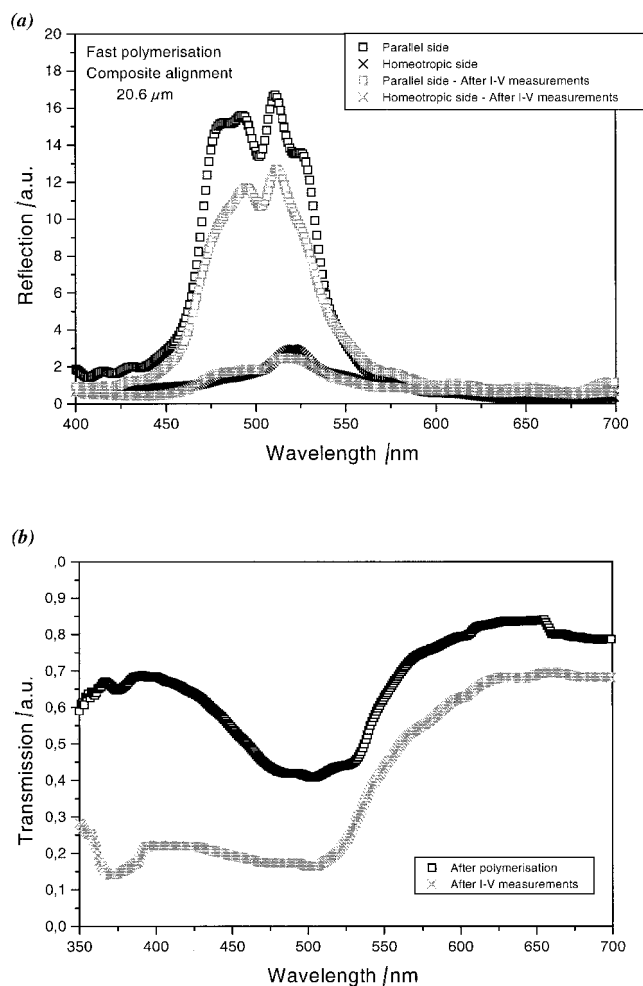 (a)
Fast polymerisation
Composite alignment
20.6 μm
Parallel side
Homeotropic side
Parallel side - After I-V measurements
Homeotropic side - After I-V measurements
20
18
16
14
12
10
8
6
4
2
0
Reflection /a.u.
400 450 500 550 600 650 700
Wavelength /nm
(b)
,0
0,9
0,8
0,7
0,6
0,5
0,4
0,3
0,2
0,1
0,0
Transmission /a.u.
After polymerisation
After I-V measurements
350 400 450 500 550 600 650 700
Wavelength /nm